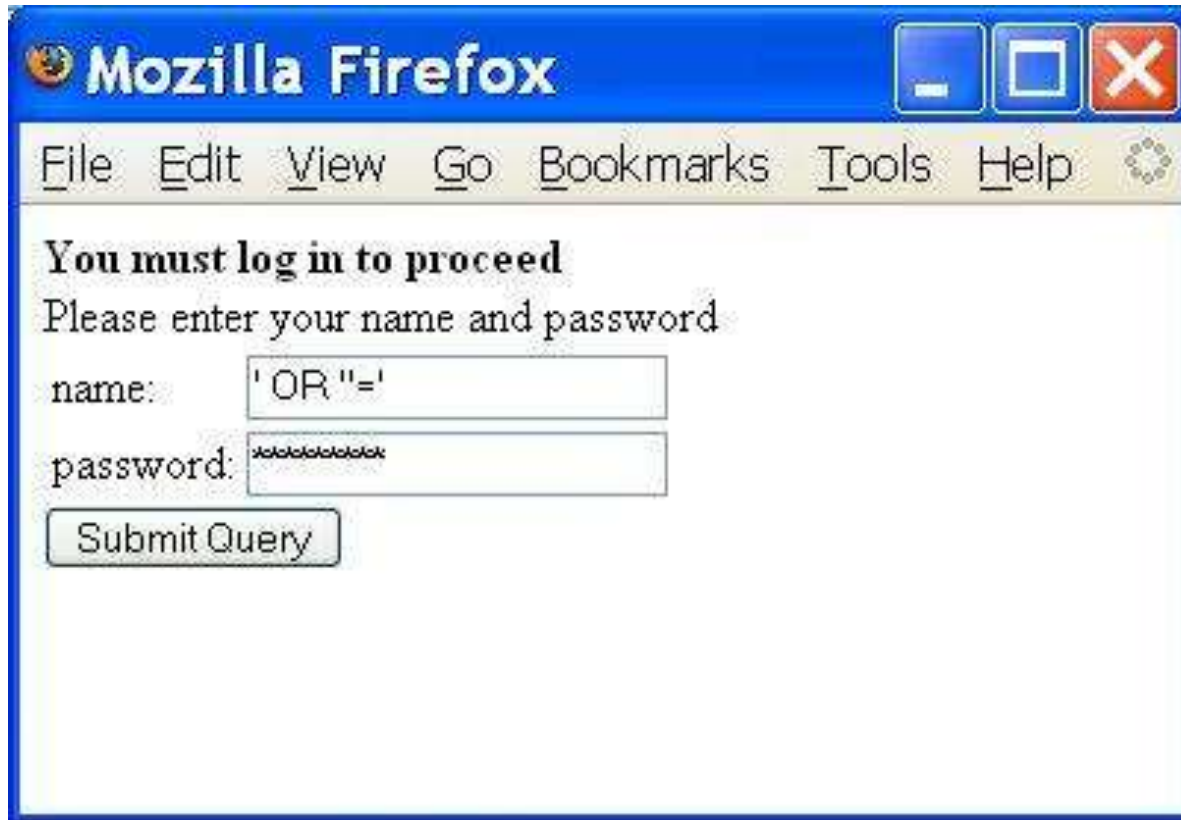 Mozilla Firefox
File Edit View Go Bookmarks Tools Help
You must log in to proceed
Please enter your name and password
name: ' OR ''='
password: **********
Submit Query